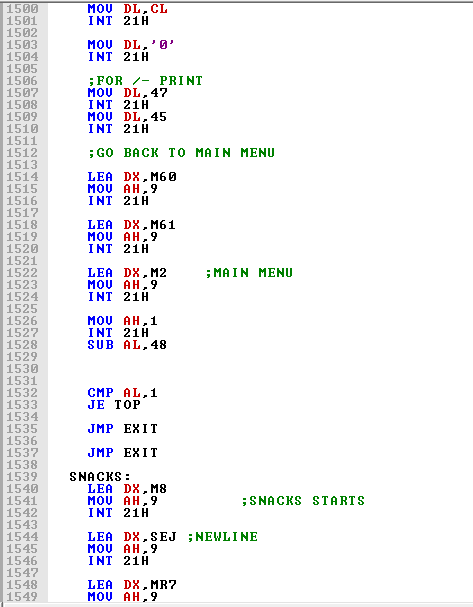 1500 MOV DL,CL
1501 INT 21H
1502
1503 MOV DL,'0'
1504 INT 21H
1505
1506 ;FOR /- PRINT
1507 MOV DL,47
1508 INT 21H
1509 MOV DL,45
1510 INT 21H
1511
1512 ;GO BACK TO MAIN MENU
1513
1514 LEA DX,M60
1515 MOV AH,9
1516 INT 21H
1517
1518 LEA DX,M61
1519 MOV AH,9
1520 INT 21H
1521
1522 LEA DX,M2 ;MAIN MENU
1523 MOV AH,9
1524 INT 21H
1525
1526 MOV AH,1
1527 INT 21H
1528 SUB AL,48
1529
1530
1531
1532 CMP AL,1
1533 JE TOP
1534
1535 JMP EXIT
1536
1537 JMP EXIT
1538
1539 SNACKS:
1540 LEA DX,M8
1541 MOV AH,9 ;SNACKS STARTS
1542 INT 21H
1543
1544 LEA DX,SEJ ;NEWLINE
1545 MOV AH,9
1546 INT 21H
1547
1548 LEA DX,MR7
1549 MOV AH,9